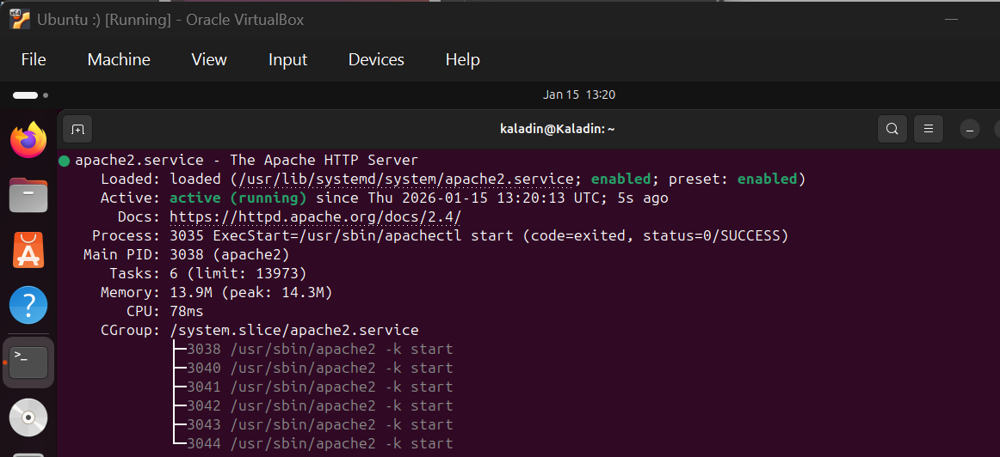 Ubuntu :) [Running] - Oracle VirtualBox
File Machine View Input Devices Help
Jan 15 13:20
kaladin@Kaladin: ~
apache2.service - The Apache HTTP Server
Loaded: loaded (/usr/lib/systemd/system/apache2.service; enabled; preset: enabled)
Active: active (running) since Thu 2026-01-15 13:20:13 UTC; 5s ago
Docs: https://httpd.apache.org/docs/2.4/
Process: 3035 ExecStart=/usr/sbin/apachectl start (code=exited, status=0/SUCCESS)
Main PID: 3038 (apache2)
Tasks: 6 (limit: 13973)
Memory: 13.9M (peak: 14.3M)
CPU: 78ms
CGroup: /system.slice/apache2.service
3038 /usr/sbin/apache2 -k start
3040 /usr/sbin/apache2 -k start
3041 /usr/sbin/apache2 -k start
3042 /usr/sbin/apache2 -k start
3043 /usr/sbin/apache2 -k start
3044 /usr/sbin/apache2 -k start